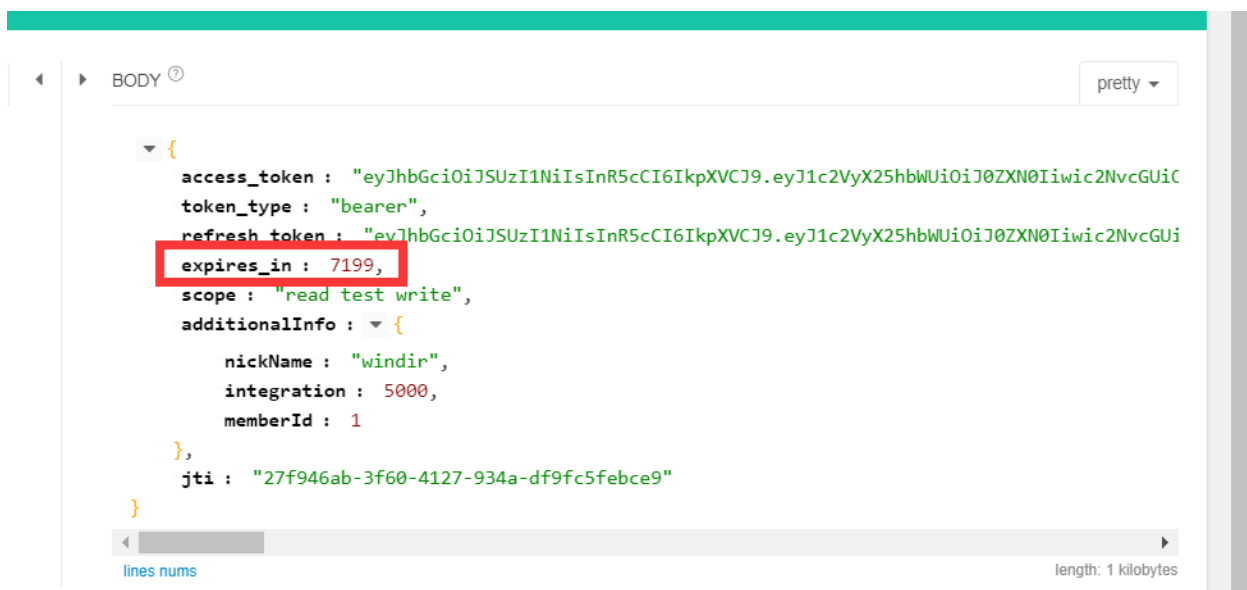 BODY ?
pretty
{
access_token : "eyJhbGciOiJSUzI1NiIsInR5cCI6IkpXVCJ9.eyJ1c2VyX25hbWUiOiJ0ZXN0Iiwic2NvcGUiC
token_type : "bearer",
refresh_token : "eyJhbGciOiJSUzI1NiIsInR5cCI6IkpXVCJ9.eyJ1c2VyX25hbWUiOiJ0ZXN0Iiwic2NvcGUi
expires_in : 7199,
scope : "read test write",
additionalInfo : {
nickName : "windir",
integration : 5000,
memberId : 1
},
jti : "27f946ab-3f60-4127-934a-df9fc5febce9"
}
lines nums
length: 1 kilobytes